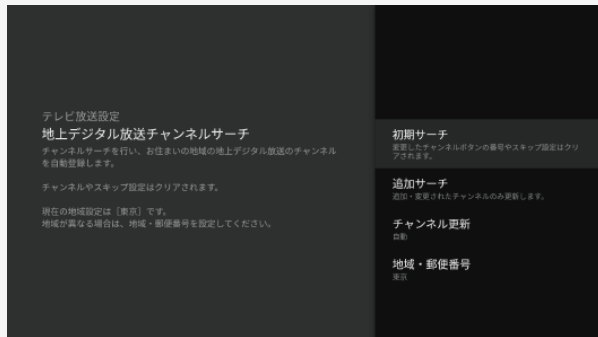 テレビ放送設定
地上デジタル放送チャンネルサーチ
チャンネルサーチを行い、お住まいの地域の地上デジタル放送のチャンネル
を自動登録します。
チャンネルやスキップ設定はクリアされます。
現在の地域設定は［東京］です。
地域が異なる場合は、地域・郵便番号を設定してください。
初期サーチ
変更したチャンネルボタンの番号やスキップ設定はクリ
アされます。
追加サーチ
追加・変更されたチャンネルのみ更新します。
チャンネル更新
自動
地域・郵便番号
東京